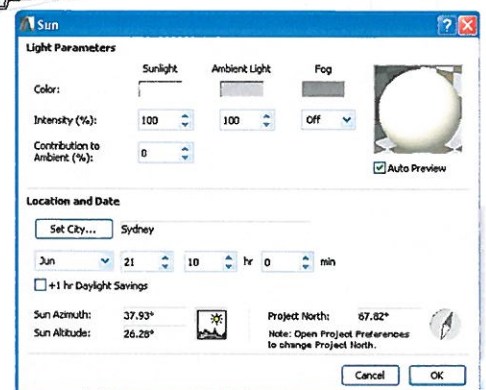 Sun
Light Parameters
Sunlight Ambient Light Fog
Color:
Intensity (%): 100 100 Off
Contribution to
Ambient (%): 0
Auto Preview
Location and Date
Set City... Sydney
Jun 21 10 hr 0 min
+1 hr Daylight Savings
Sun Azimuth: 37.93° Project North: 67.82°
Sun Altitude: 26.28° Note: Open Project Preferences
to change Project North.
Cancel OK